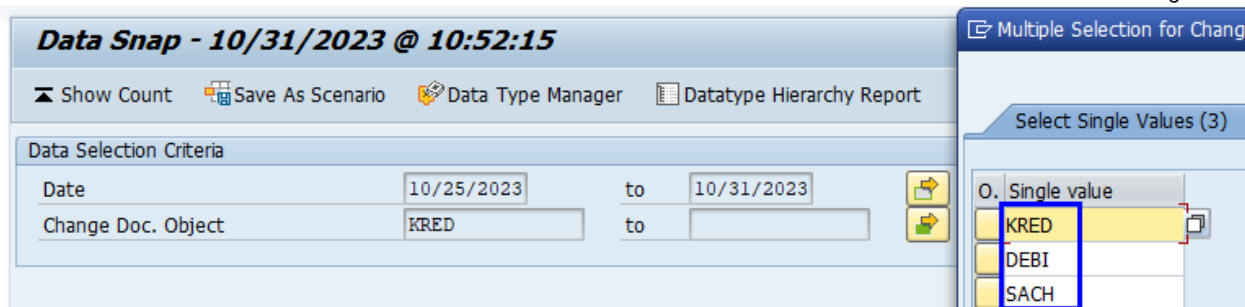 Data Snap - 10/31/2023 @ 10:52:15
Show Count Save As Scenario Data Type Manager Datatype Hierarchy Report
Data Selection Criteria
Date 10/25/2023 to 10/31/2023
Change Doc. Object KRED to
Multiple Selection for Chang
Select Single Values (3)
O. Single value
KRED
DEBI
SACH